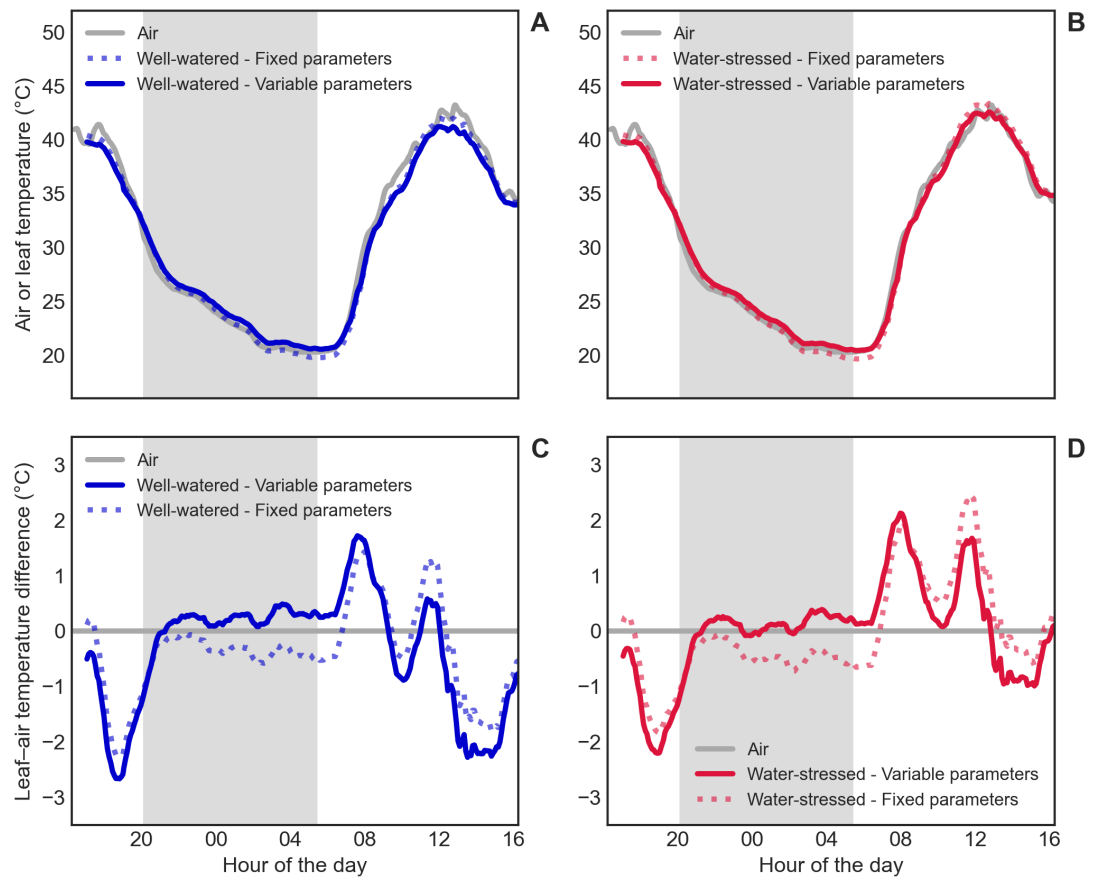 50
45
40
35
30
25
20
Air or leaf temperature (°C)
Air
Well-watered - Fixed parameters
Well-watered - Variable parameters
A
50
45
40
35
30
25
20
Air
Water-stressed - Fixed parameters
Water-stressed - Variable parameters
B
3
2
1
0
−1
−2
−3
Leaf–air temperature difference (°C)
Air
Well-watered - Variable parameters
Well-watered - Fixed parameters
C
20 00 04 08 12 16
Hour of the day
3
2
1
0
−1
−2
−3
D
Air
Water-stressed - Variable parameters
Water-stressed - Fixed parameters
20 00 04 08 12 16
Hour of the day